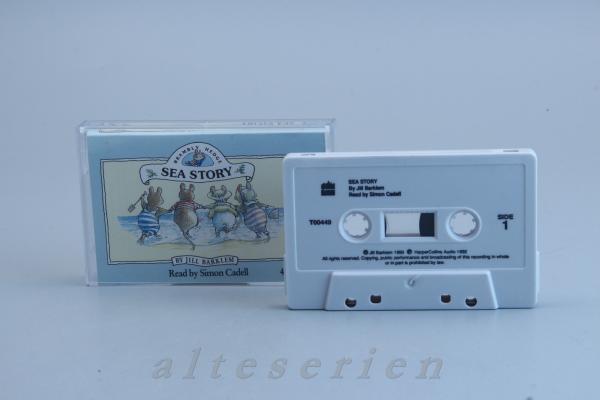 BRAMBLY HEDGE
SEA STORY
BY JILL BARKLEM
Read by Simon Cadell
4
SEA STORY
By Jill Barklem
Read by Simon Cadell
T00449
SIDE
1
All rights reserved. Copying, public performance and broadcasting of this recording in whole
or in part is prohibited by law.
alteserien